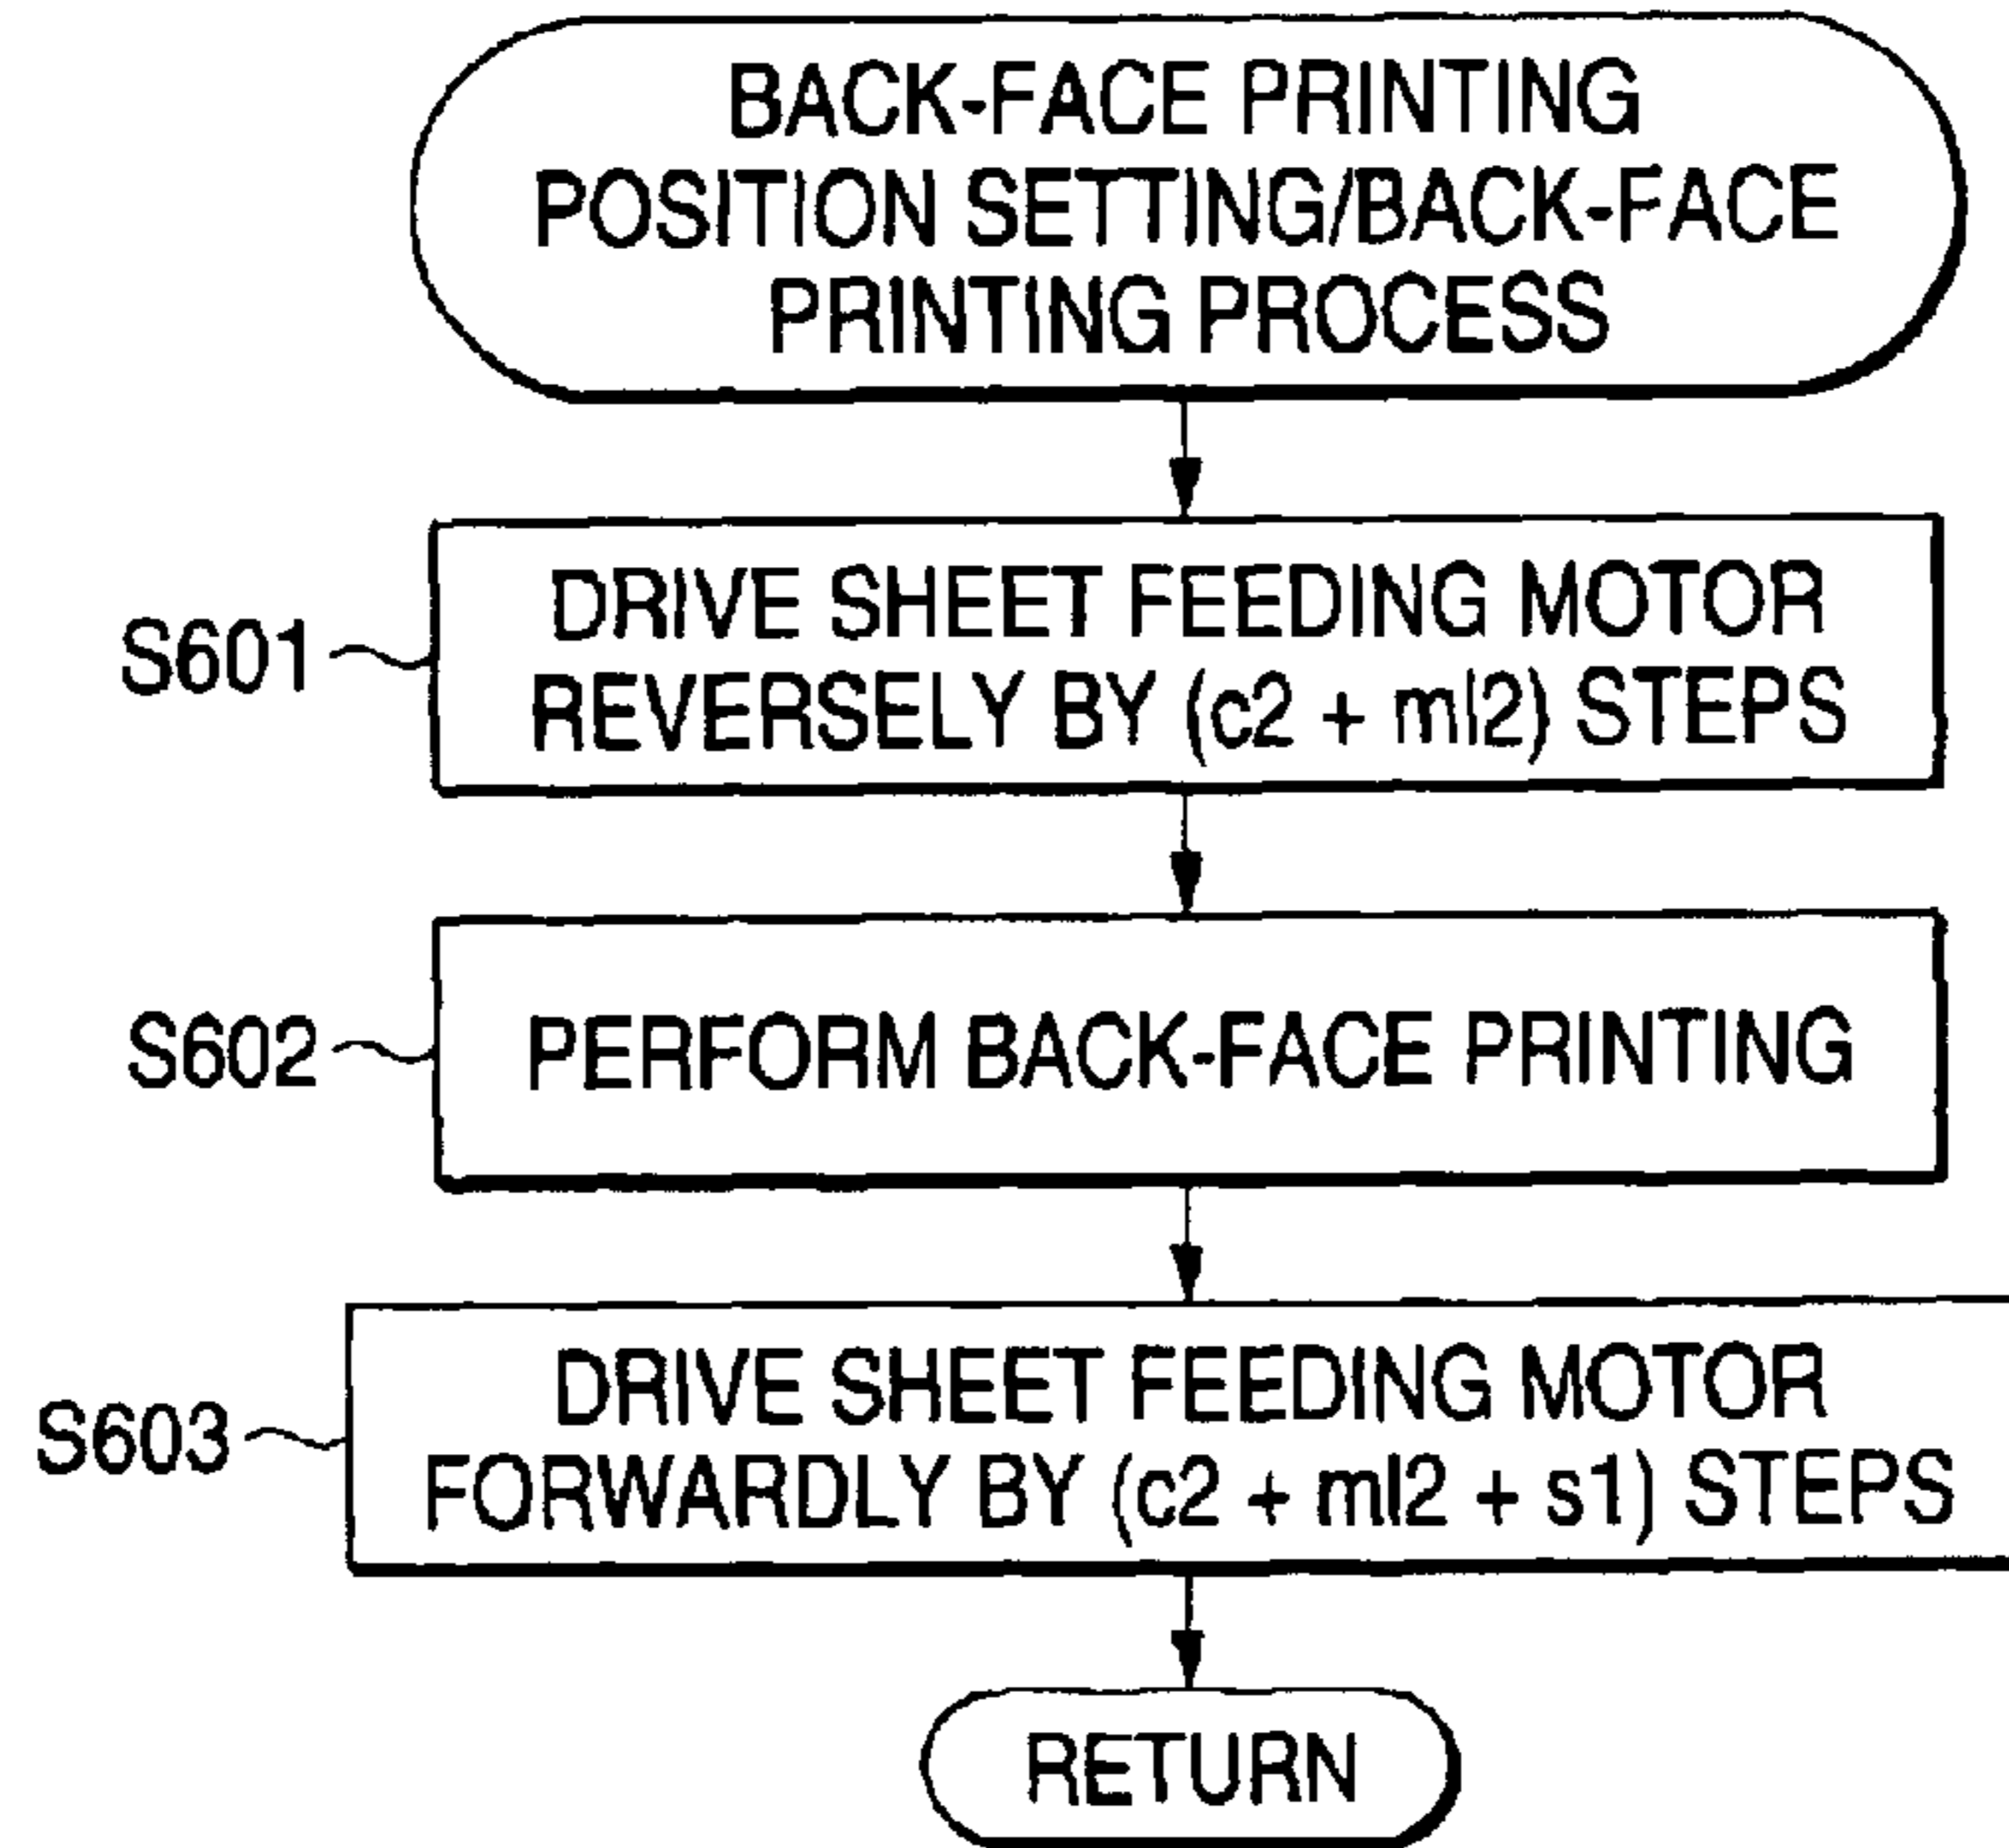 BACK-FACE PRINTING
POSITION SETTING/BACK-FACE
PRINTING PROCESS
S601
DRIVE SHEET FEEDING MOTOR
REVERSELY BY (c2 + ml2) STEPS
S602
PERFORM BACK-FACE PRINTING
S603
DRIVE SHEET FEEDING MOTOR
FORWARDLY BY (c2 + ml2 + s1) STEPS
RETURN